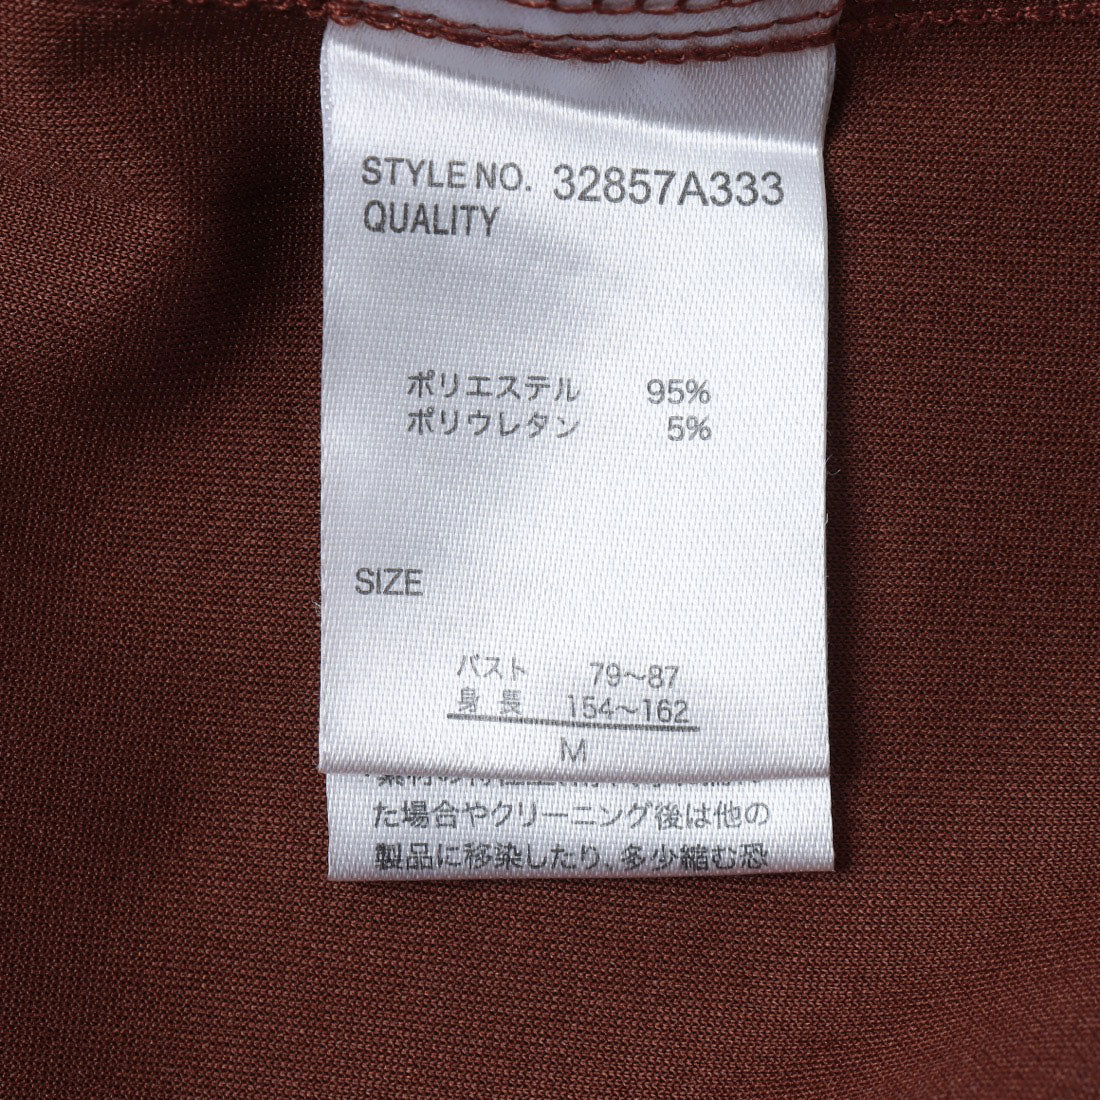 STYLE NO. 32857A333
QUALITY
ポリエステル 95%
ポリウレタン 5%
SIZE
バスト 79~87
身長 154~162
M
た場合やクリーニング後は他の
製品に移染したり、多少縮む恐